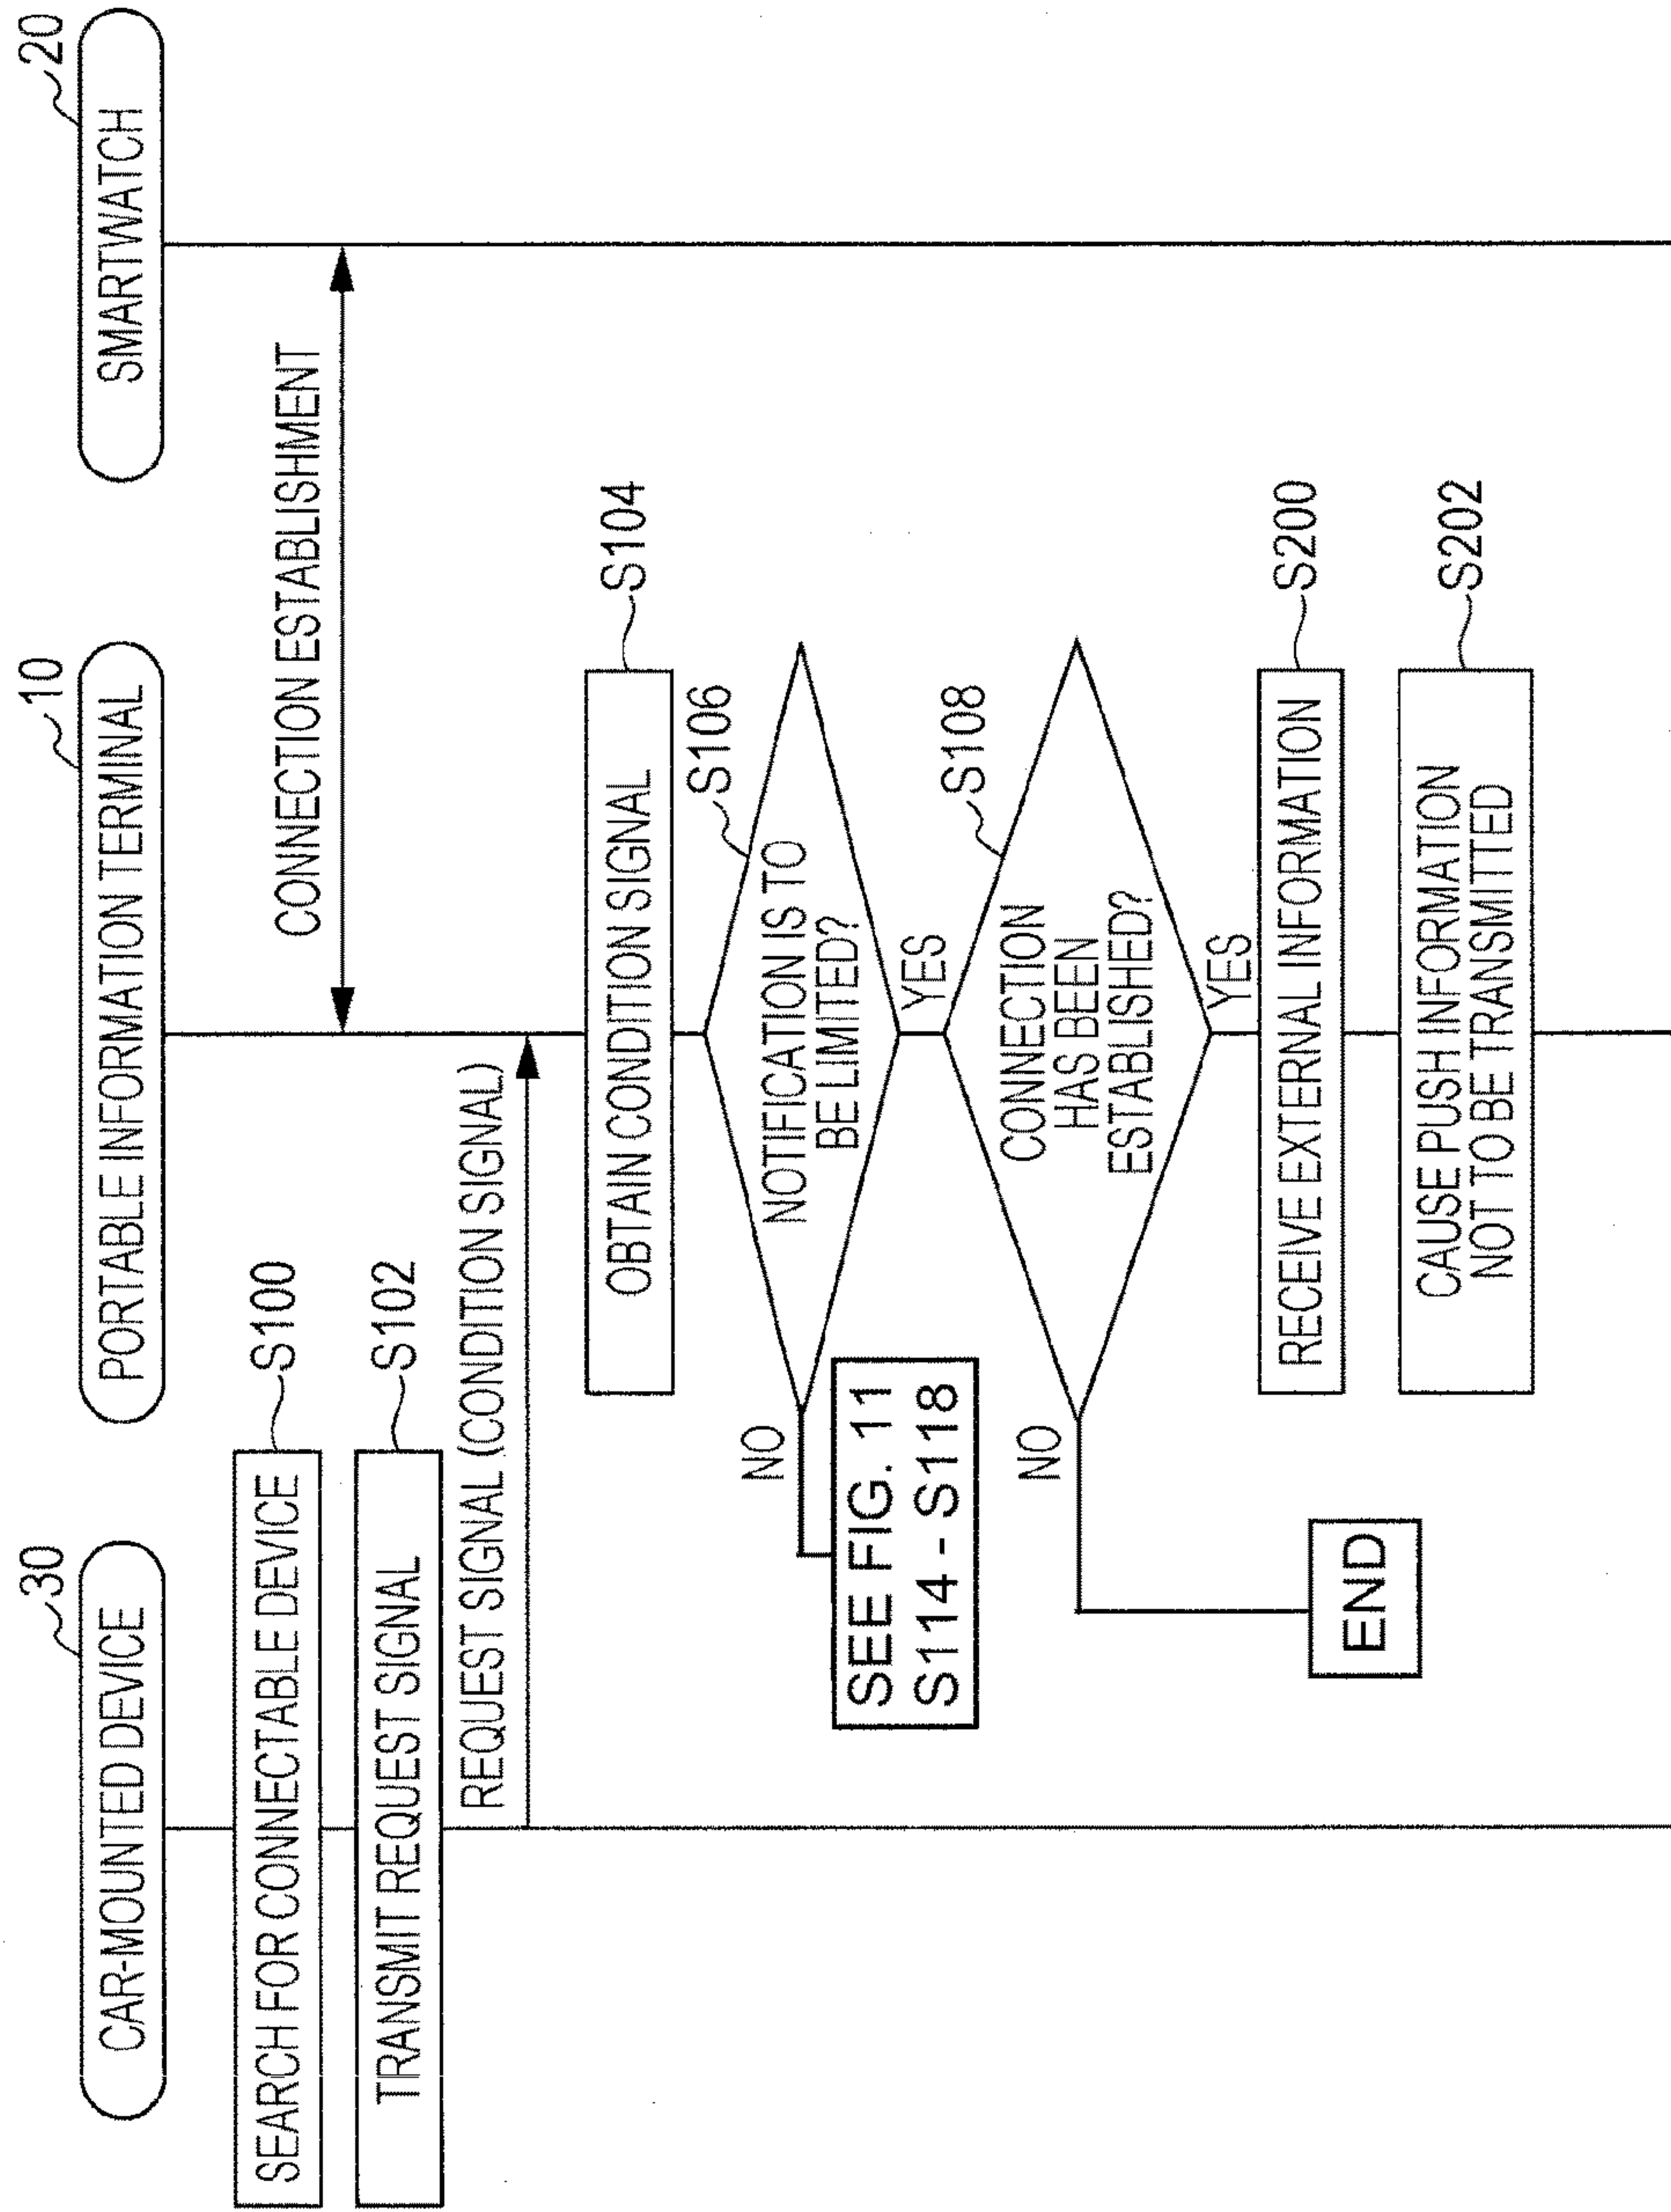 30
CAR-MOUNTED DEVICE
10
PORTABLE INFORMATION TERMINAL
20
SMARTWATCH
SEARCH FOR CONNECTABLE DEVICE
S100
CONNECTION ESTABLISHMENT
TRANSMIT REQUEST SIGNAL
S102
REQUEST SIGNAL (CONDITION SIGNAL)
OBTAIN CONDITION SIGNAL
S104
S106
NOTIFICATION IS TO
BE LIMITED?
NO
YES
SEE FIG. 11
S114 - S118
S108
CONNECTION
HAS BEEN
ESTABLISHED?
NO
YES
END
RECEIVE EXTERNAL INFORMATION
S200
CAUSE PUSH INFORMATION
NOT TO BE TRANSMITTED
S202